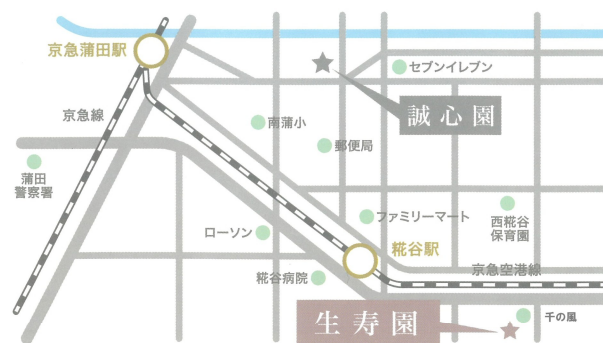 京急蒲田駅
セブンイレブン
京急線
南蒲小
誠心園
郵便局
蒲田
警察署
ファミリーマート
西糀谷
保育園
ローソン
糀谷駅
京急空港線
糀谷病院
生寿園
千の風